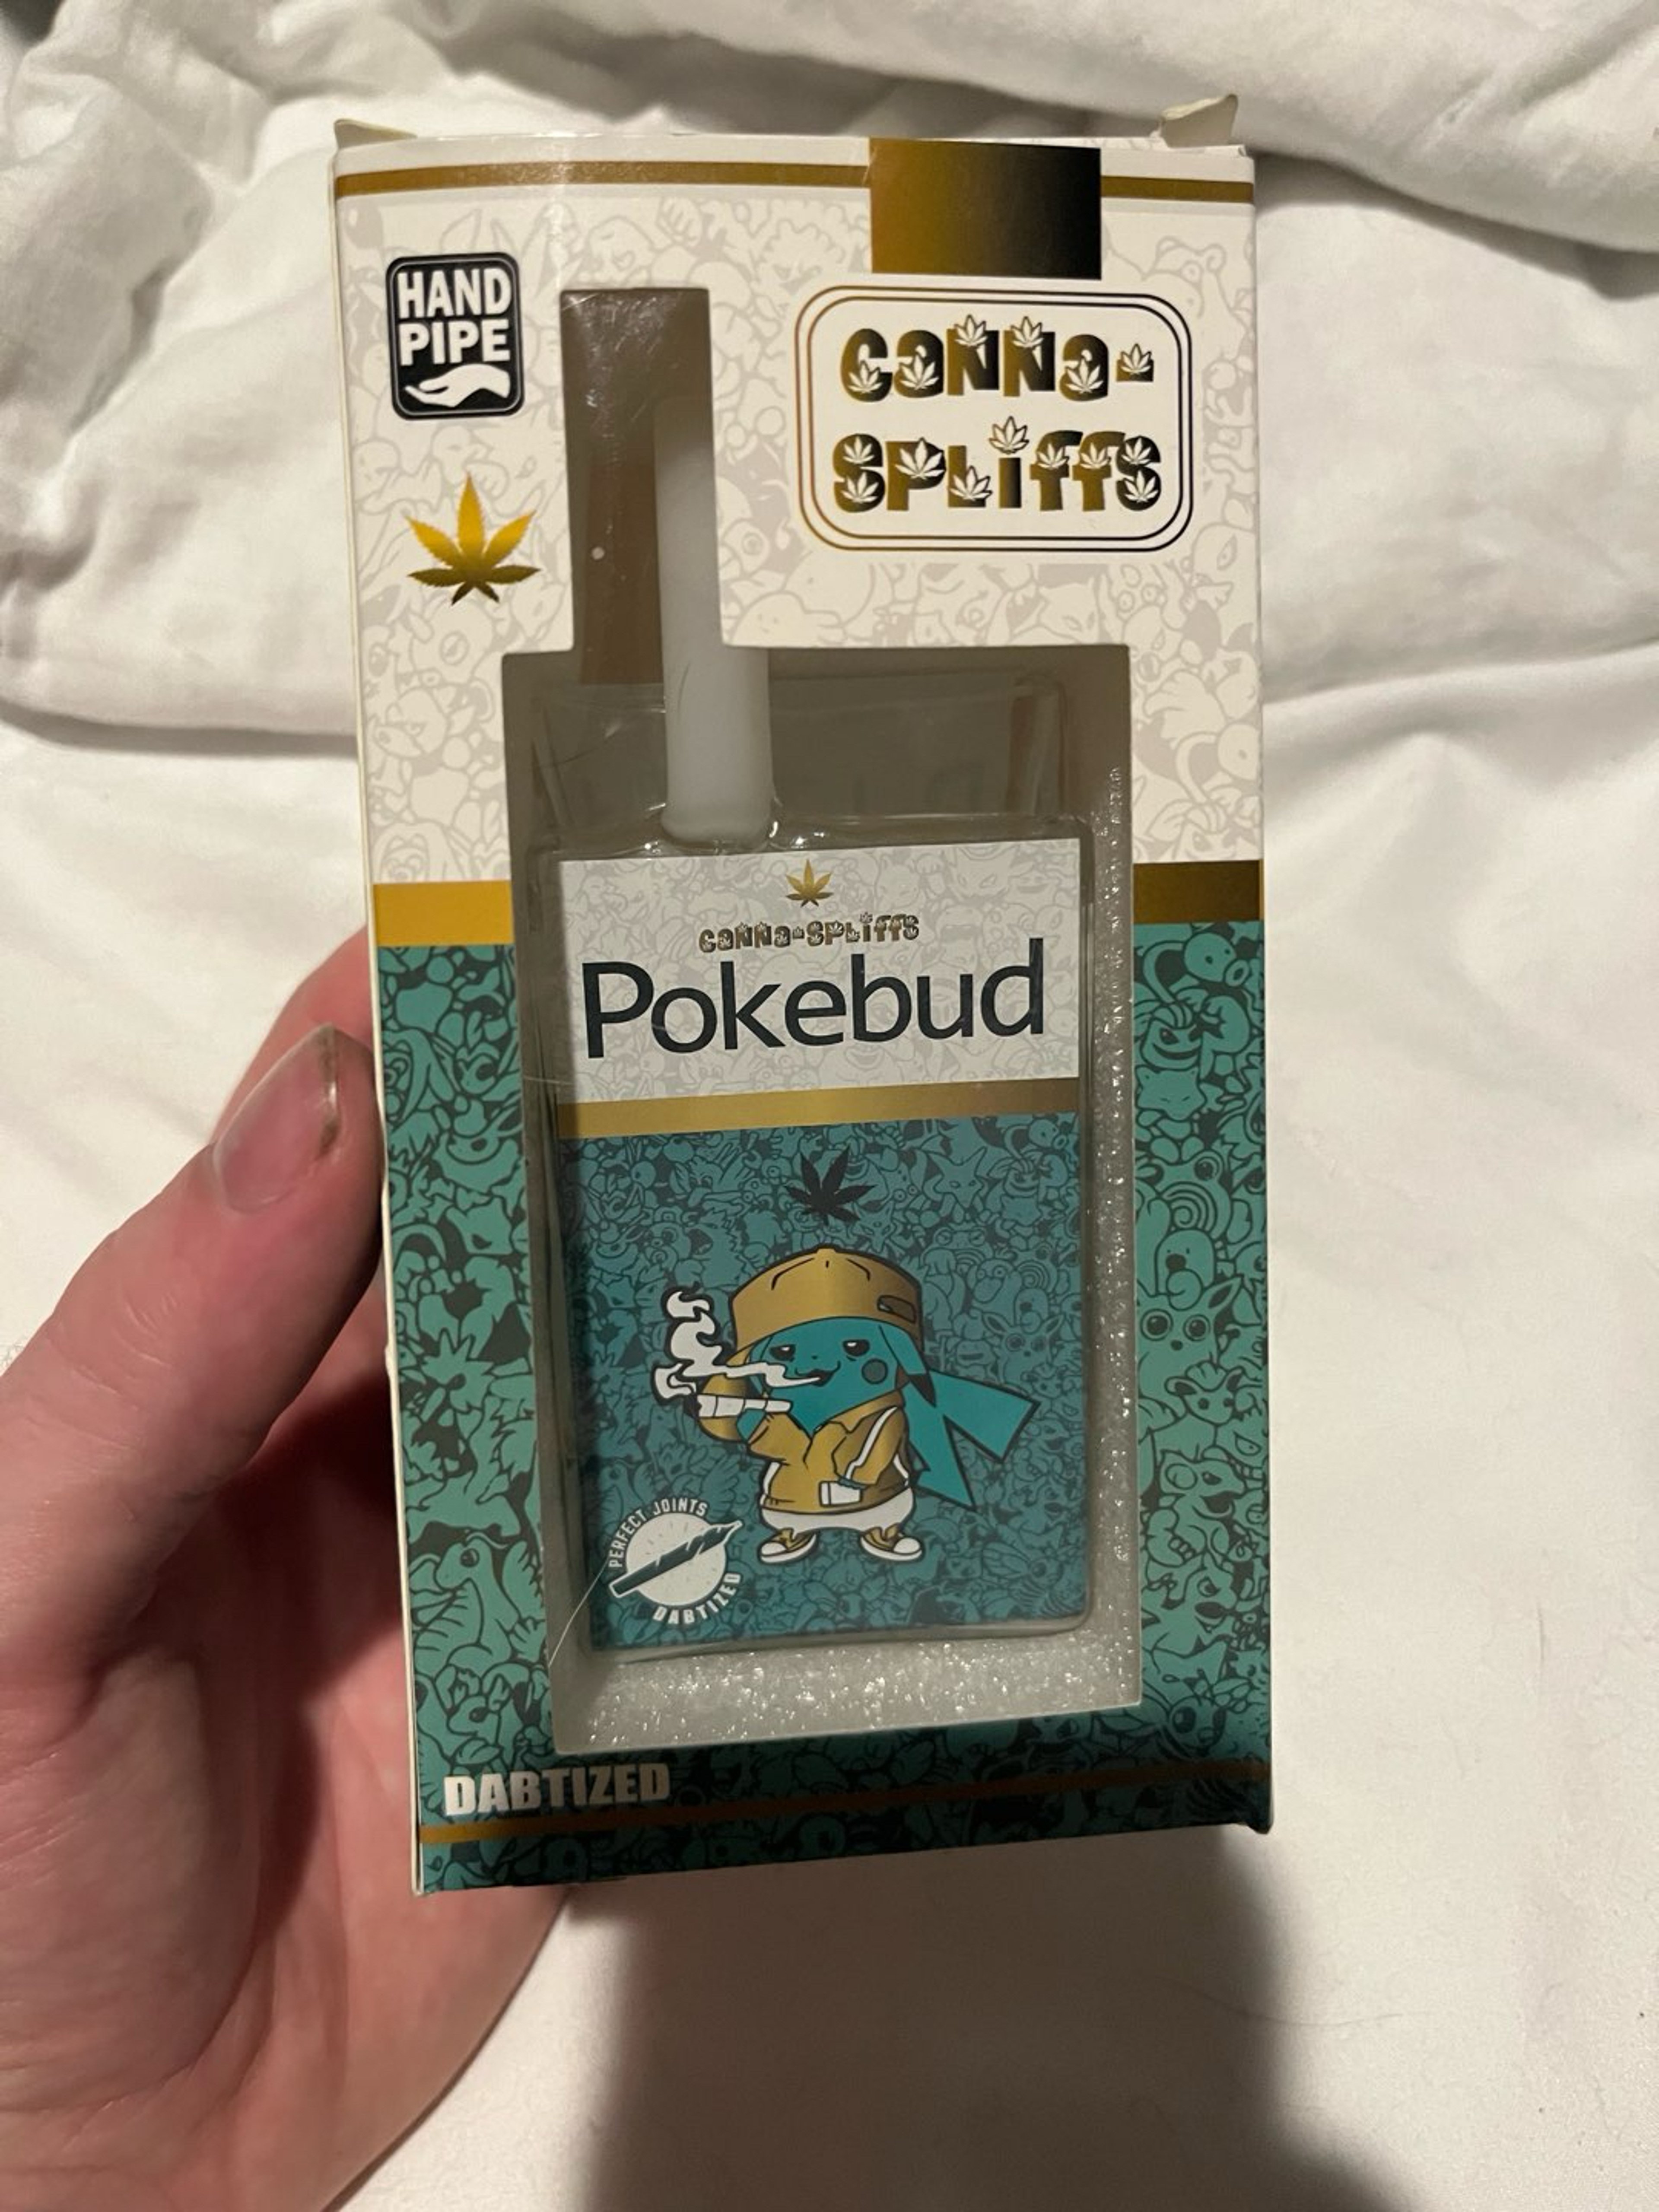 HAND
PIPE
CANNA-
SPLIFFS
CANNA-SPLIFFS
Pokebud
PERFECT JOINTS
DABTIZED
DABTIZED